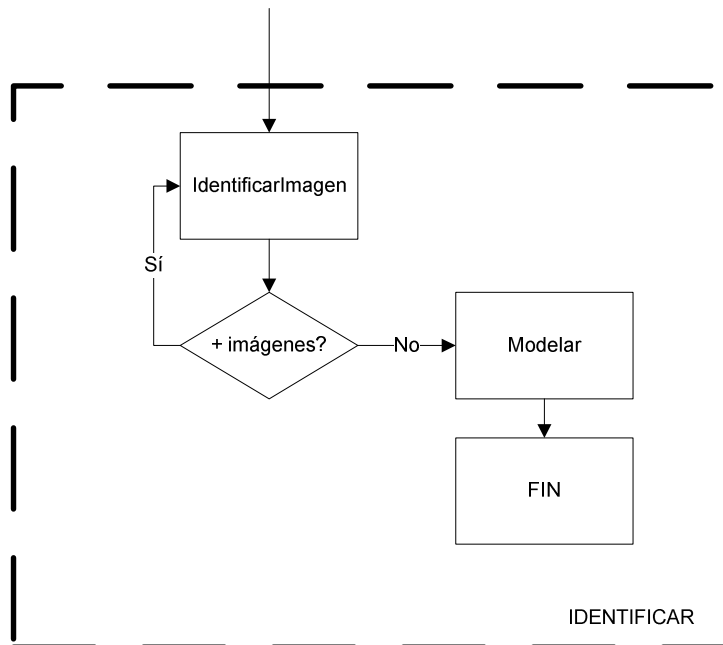 IdentificarImagen
Sí
+ imágenes?
No
Modelar
FIN
IDENTIFICAR